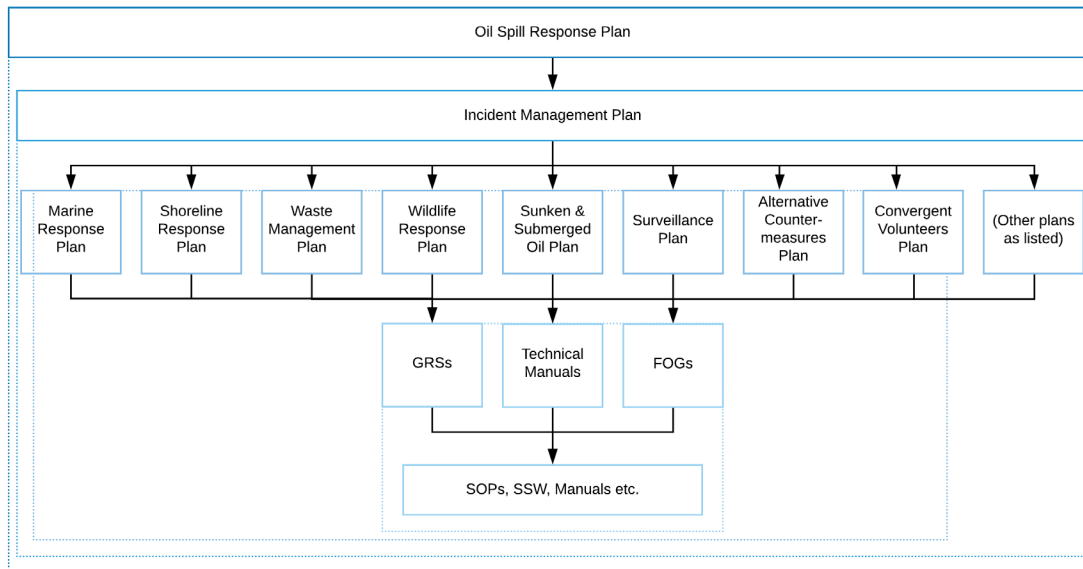 Oil Spill Response Plan
Incident Management Plan
Marine
Response
Plan
Shoreline
Response
Plan
Waste
Management
Plan
Wildlife
Response
Plan
Sunken &
Submerged
Oil Plan
Surveillance
Plan
Alternative
Counter-
measures
Plan
Convergent
Volunteers
Plan
(Other plans
as listed)
GRSs
Technical
Manuals
FOGs
SOPs, SSW, Manuals etc.